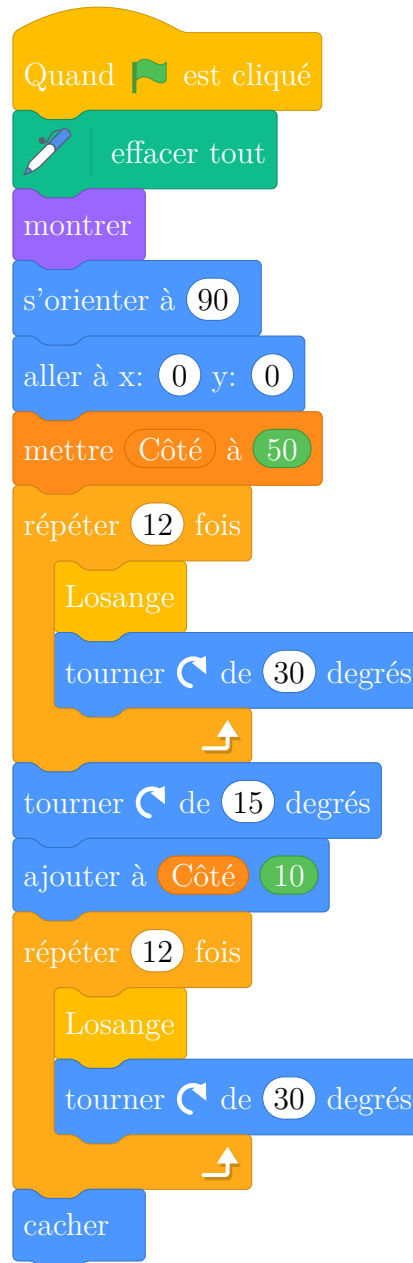 Quand est cliqué
effacer tout
montrer
s'orienter à 90
aller à x: 0 y: 0
mettre Côté à 50
répéter 12 fois
Losange
tourner de 30 degrés
tourner de 15 degrés
ajouter à Côté 10
répéter 12 fois
Losange
tourner de 30 degrés
cacher